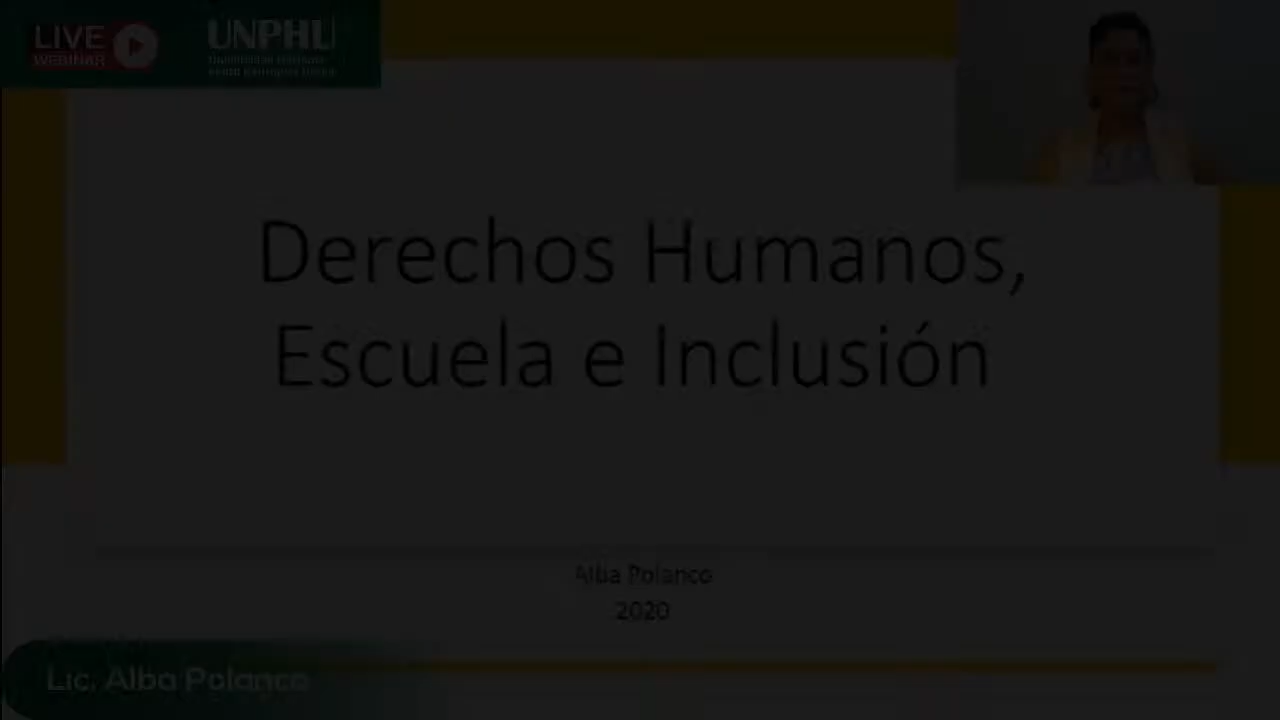 LIVE
WEBINAR
UNPHU
Derechos Humanos,
Escuela e Inclusión
Alba Polanco
2020
Lic. Alba Polanco